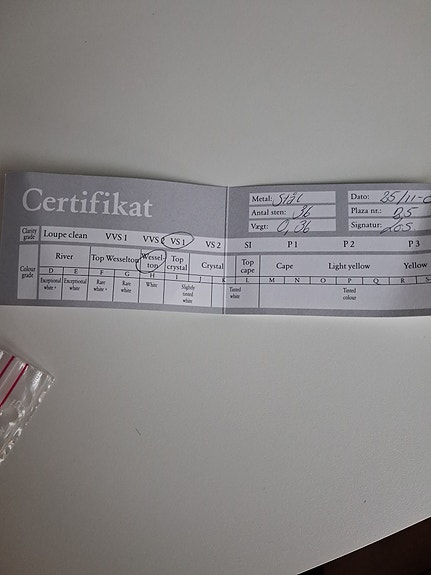 Certifikat
Metal: Stål
Antal sten: 36
Vægt: 0,36
Dato: 25/11-0
Plaza nr.: 25
Signatur:
Clarity grade Loupe clean VVS 1 VVS 2 VS 1 VS 2 SI P 1 P 2 P 3
Colour grade River Top Wesselton Wessel-ton Top crystal Crystal Top cape Cape Light yellow Yellow
D E F G H I J K L M N O P Q R S-
Exceptional white + Exceptional white Rare white + Rare white White Slightly tinted white Tinted white Tinted colour